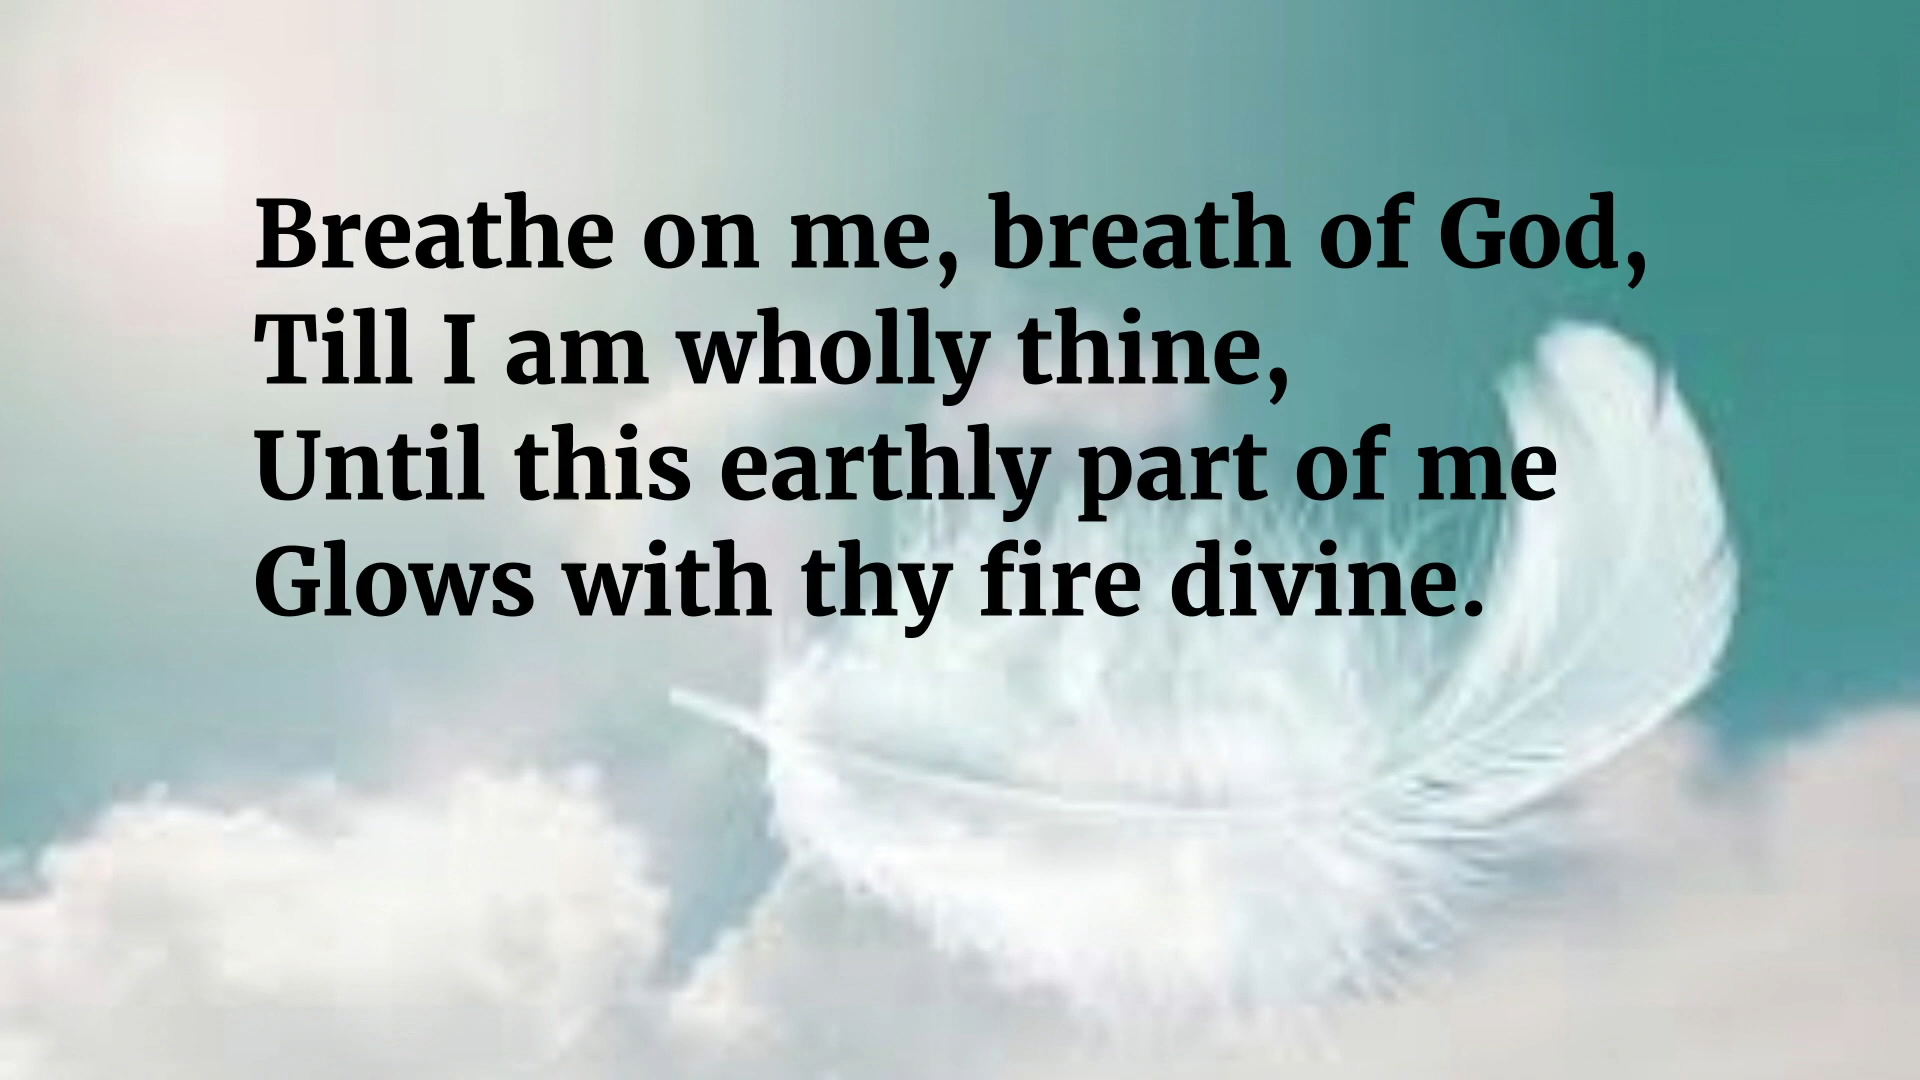 Breathe on me, breath of God,
Till I am wholly thine,
Until this earthly part of me
Glows with thy fire divine.